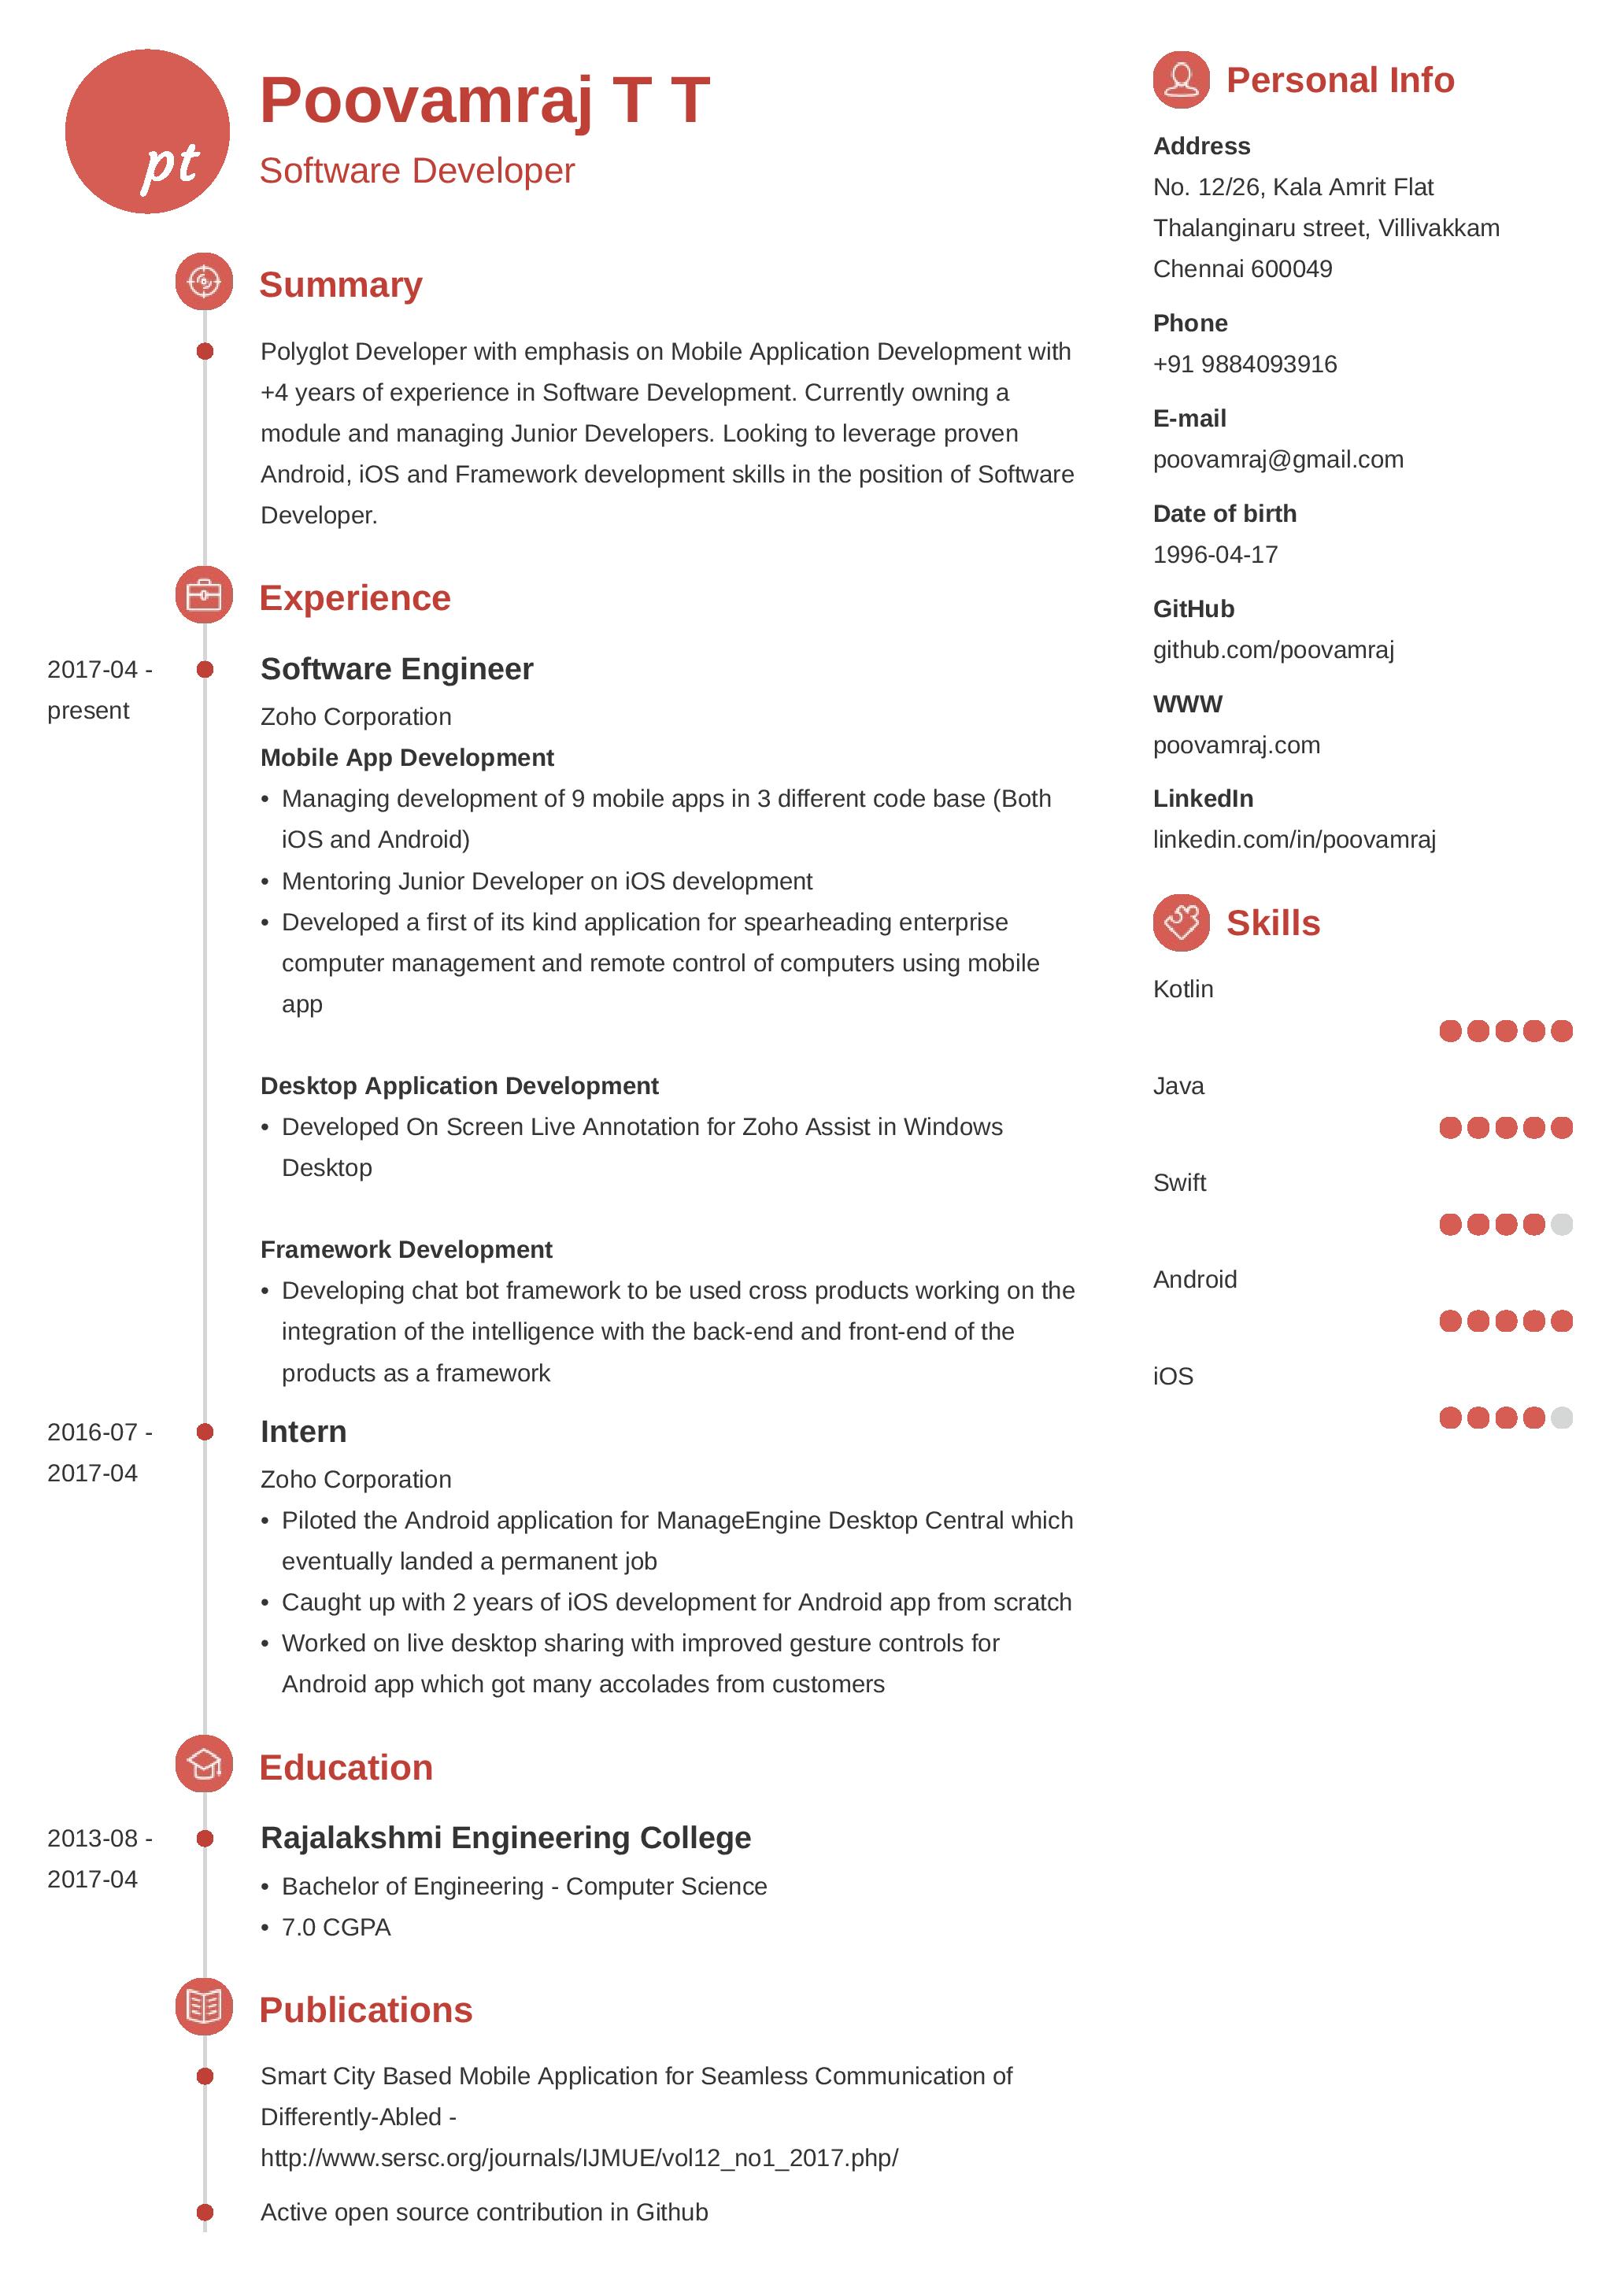 pt
Poovamraj T T
Software Developer
Summary
Polyglot Developer with emphasis on Mobile Application Development with
+4 years of experience in Software Development. Currently owning a
module and managing Junior Developers. Looking to leverage proven
Android, iOS and Framework development skills in the position of Software
Developer.
Experience
2017-04 -
present
Software Engineer
Zoho Corporation
Mobile App Development
• Managing development of 9 mobile apps in 3 different code base (Both
iOS and Android)
• Mentoring Junior Developer on iOS development
• Developed a first of its kind application for spearheading enterprise
computer management and remote control of computers using mobile
app
Desktop Application Development
• Developed On Screen Live Annotation for Zoho Assist in Windows
Desktop
Framework Development
• Developing chat bot framework to be used cross products working on the
integration of the intelligence with the back-end and front-end of the
products as a framework
2016-07 -
2017-04
Intern
Zoho Corporation
• Piloted the Android application for ManageEngine Desktop Central which
eventually landed a permanent job
• Caught up with 2 years of iOS development for Android app from scratch
• Worked on live desktop sharing with improved gesture controls for
Android app which got many accolades from customers
Education
2013-08 -
2017-04
Rajalakshmi Engineering College
• Bachelor of Engineering - Computer Science
• 7.0 CGPA
Publications
Smart City Based Mobile Application for Seamless Communication of
Differently-Abled -
http://www.sersc.org/journals/IJMUE/vol12_no1_2017.php/
Active open source contribution in Github
Personal Info
Address
No. 12/26, Kala Amrit Flat
Thalanginaru street, Villivakkam
Chennai 600049
Phone
+91 9884093916
E-mail
poovamraj@gmail.com
Date of birth
1996-04-17
GitHub
github.com/poovamraj
WWW
poovamraj.com
LinkedIn
linkedin.com/in/poovamraj
Skills
Kotlin
Java
Swift
Android
iOS